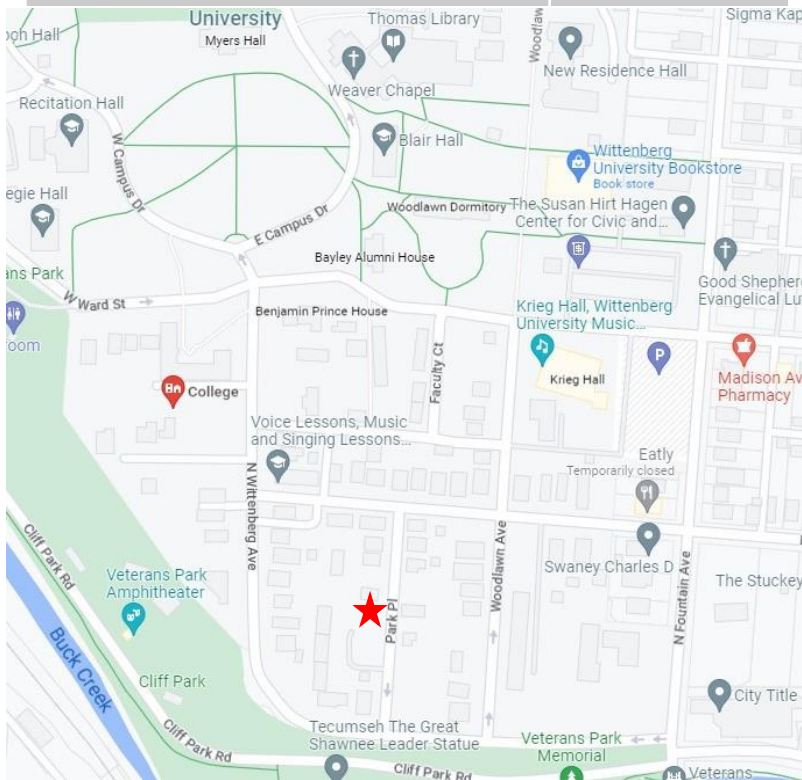 University
Myers Hall
Thomas Library
Sigma Kap
och Hall
Weaver Chapel
New Residence Hall
Woodlawn
Recitation Hall
Blair Hall
W Campus Dr
Wittenberg
University Bookstore
Book store
egie Hall
Woodlawn Dormitory
The Susan Hirt Hagen
Center for Civic and...
E Campus Dr
ans Park
Bayley Alumni House
Good Shepher
Evangelical Lu
W Ward St
Benjamin Prince House
Krieg Hall, Wittenberg
University Music...
oom
Faculty Ct
Krieg Hall
P
Madison Av
Pharmacy
College
Voice Lessons, Music
and Singing Lessons...
Eatly
Temporarily closed
N Wittenberg Ave
Cliff Park Rd
Woodlawn Ave
Swaney Charles D
Veterans Park
Amphitheater
The Stuckey
N Fountain Ave
Park Pl
Buck Creek
Cliff Park
City Title
Tecumseh The Great
Shawnee Leader Statue
Cliff Park Rd
Veterans Park
Memorial
Cliff Park Rd
Veterans